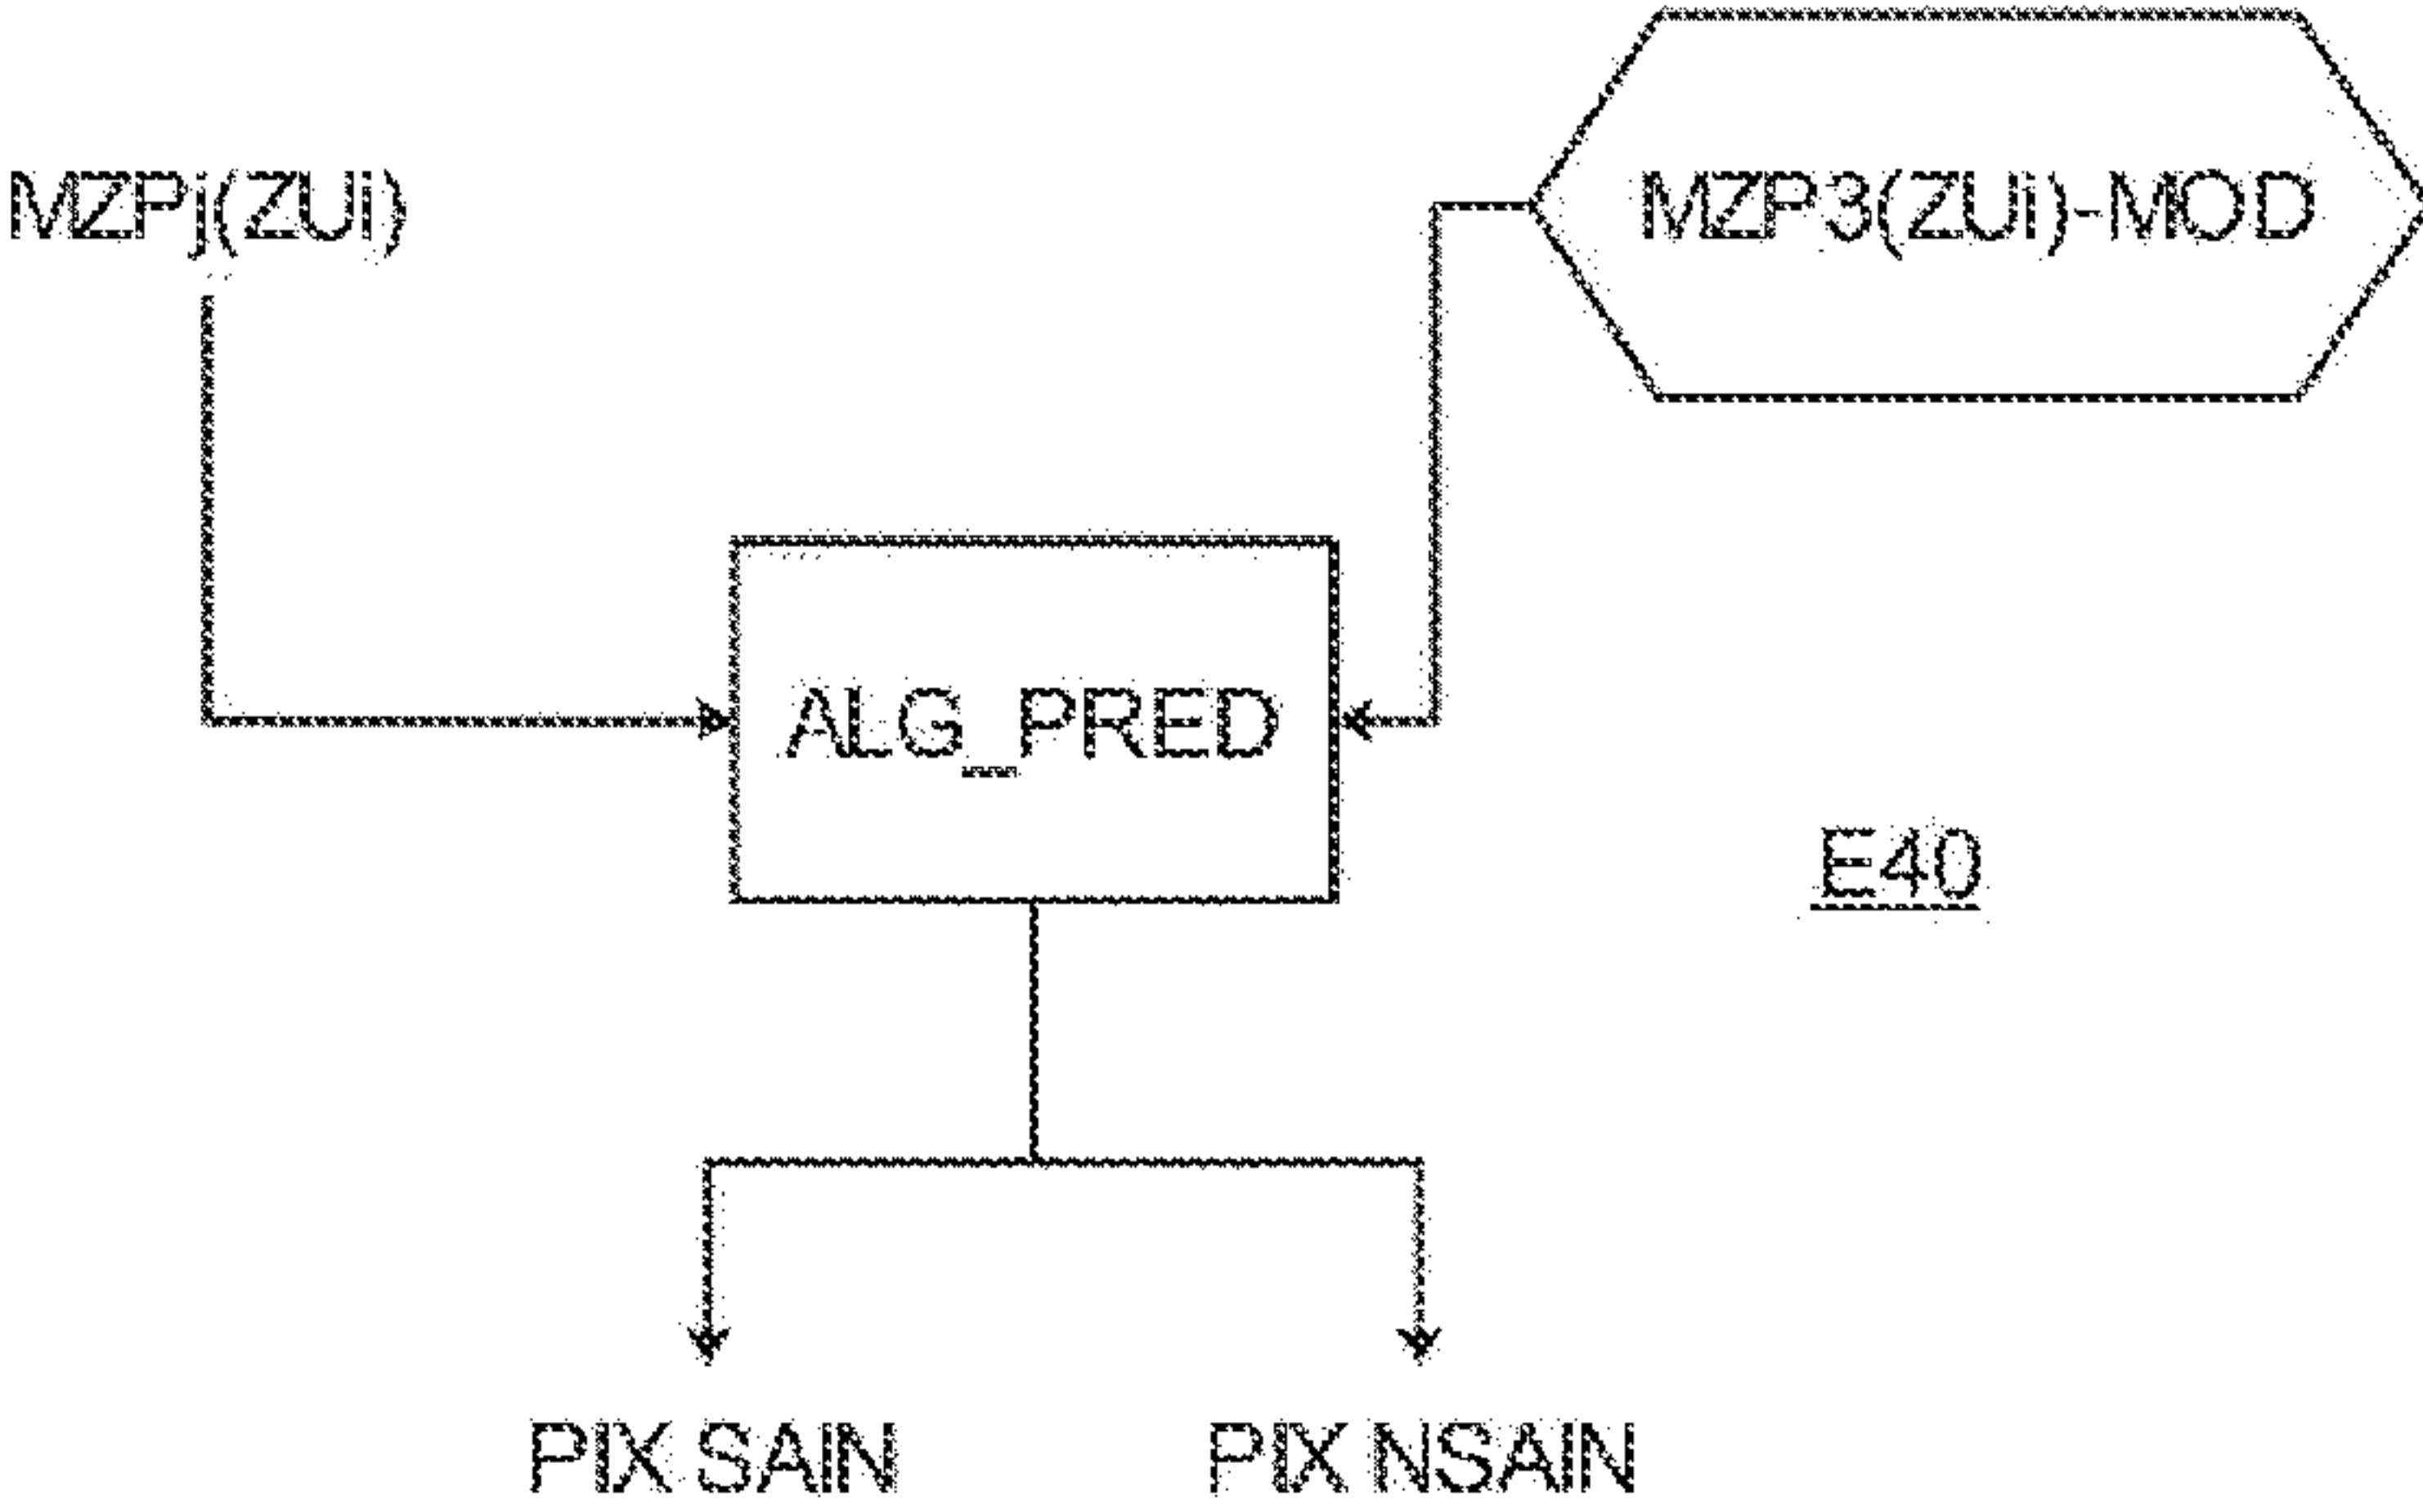 MZPj(ZUi)
MZP3(ZUi)-MOD
ALG_PRED
E40
PIX SAIN
PIX NSAIN